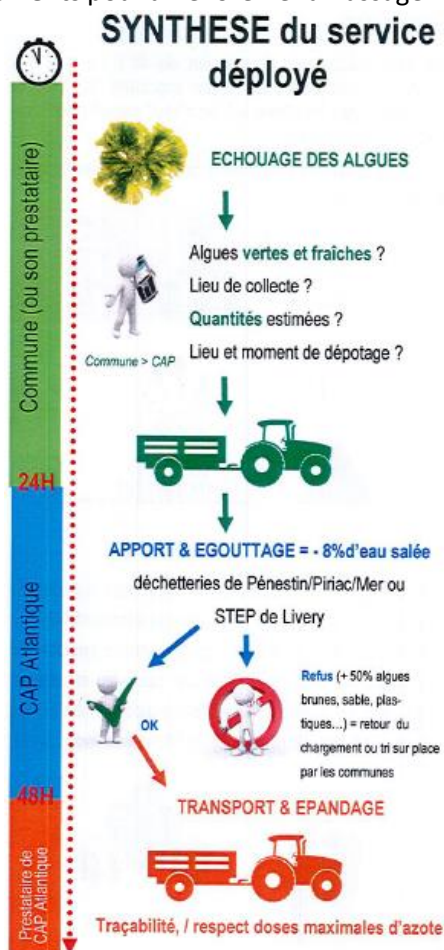 SYNTHESE du service
déployé
Commune (ou son prestataire)
ECHOUAGE DES ALGUES
Algues vertes et fraîches ?
Lieu de collecte ?
Quantités estimées ?
Commune > CAP
Lieu et moment de dépotage ?
24H
CAP Atlantique
APPORT & EGOUTTAGE = - 8%d'eau salée
déchetteries de Pénestin/Piriac/Mer ou
STEP de Livery
OK
Refus (+ 50% algues
brunes, sable, plas-
tiques...) = retour du
chargement ou tri sur place
par les communes
48H
Prestataire de
CAP Atlantique
TRANSPORT & EPANDAGE
Traçabilité, / respect doses maximales d'azote